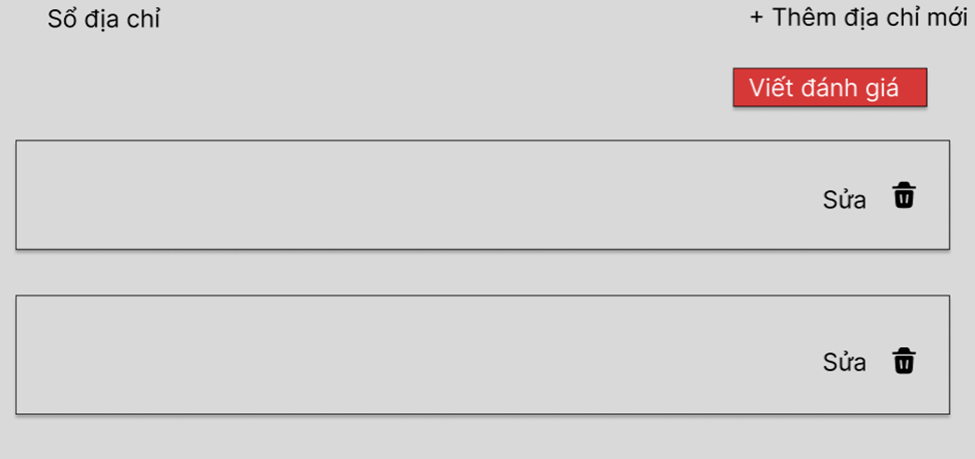 Sổ địa chỉ
+ Thêm địa chỉ mới
Viết đánh giá
Sửa
Sửa